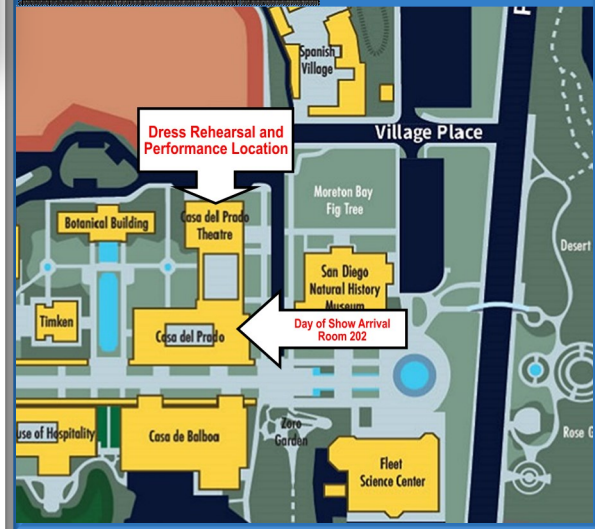 Spanish
Village
Dress Rehearsal and
Performance Location
Village Place
F
Moreton Bay
Fig Tree
Casa del Prado
Theatre
Botanical Building
Desert
San Diego
Natural History
Museum
Timken
Casa del Prado
Day of Show Arrival
Room 202
use of Hospitality
Casa de Balboa
Zoro
Garden
Rose G
Fleet
Science Center